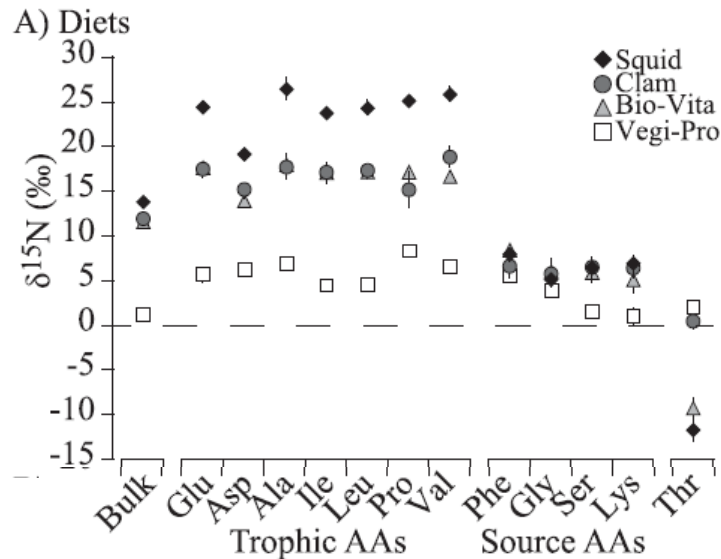 A) Diets
30
25
20
15
10
5
0
-5
-10
-15
δ¹⁵N (‰)
Squid
Clam
Bio-Vita
Vegi-Pro
Bulk
Glu
Asp
Ala
Ile
Leu
Pro
Val
Phe
Gly
Ser
Lys
Thr
Trophic AAs
Source AAs